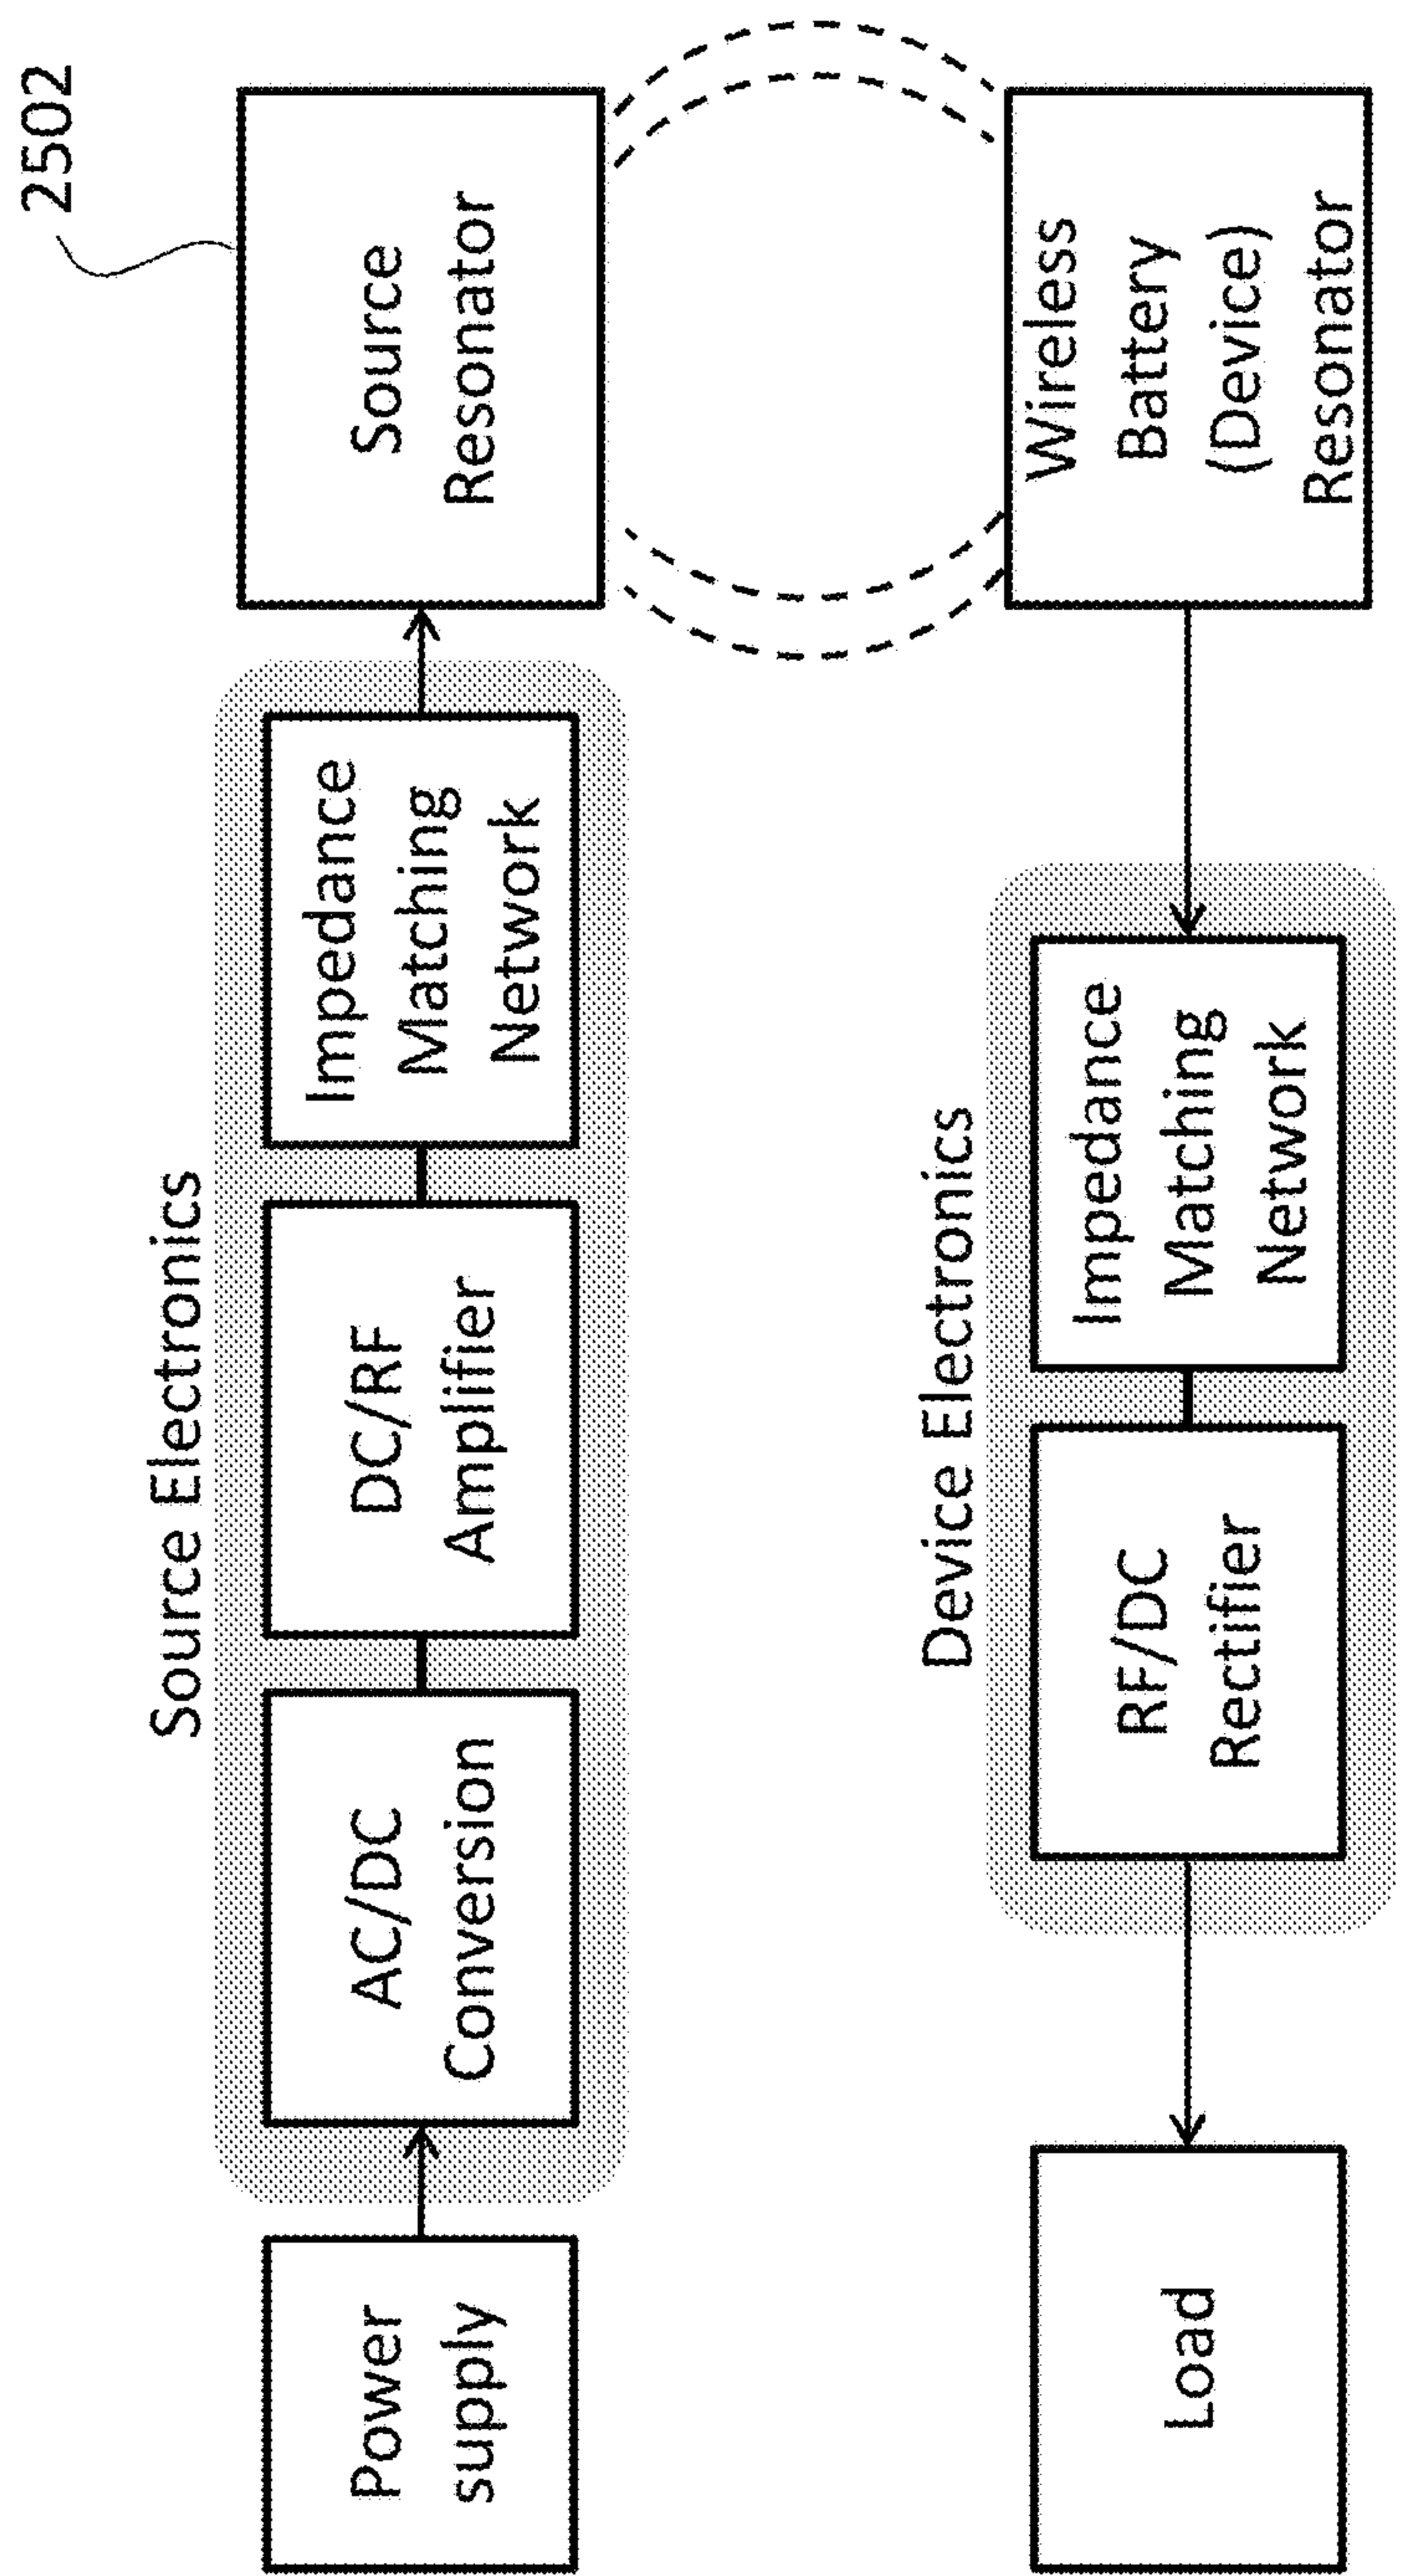 2502
Source Electronics
Power
supply
AC/DC
Conversion
DC/RF
Amplifier
Impedance
Matching
Network
Source
Resonator
Device Electronics
Load
RF/DC
Rectifier
Impedance
Matching
Network
Wireless
Battery
(Device)
Resonator